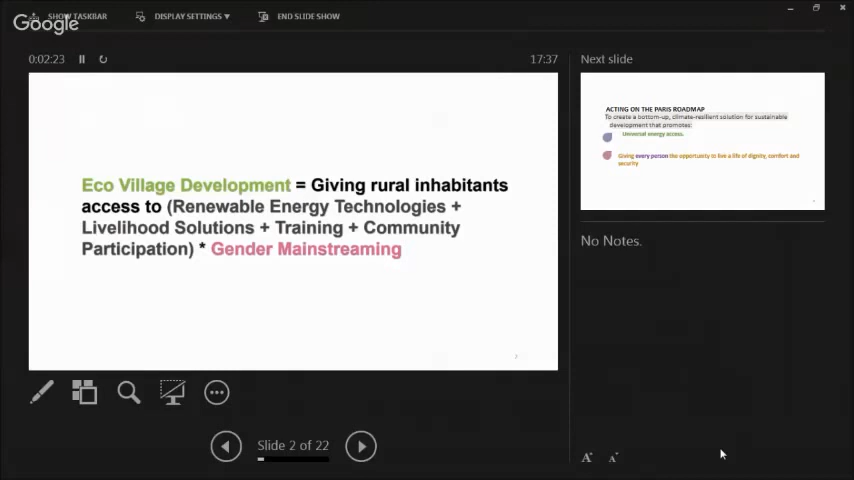 SHOW TASKBAR
DISPLAY SETTINGS ▼
END SLIDE SHOW
Google
0:02:23
17:37
Eco Village Development = Giving rural inhabitants
access to (Renewable Energy Technologies +
Livelihood Solutions + Training + Community
Participation) * Gender Mainstreaming
Slide 2 of 22
Next slide
ACTING ON THE PARIS ROADMAP
To create a bottom-up, climate-resilient solution for sustainable
development that promotes:
Universal energy access.
Giving every person the opportunity to live a life of dignity, comfort and
security
No Notes.
A A